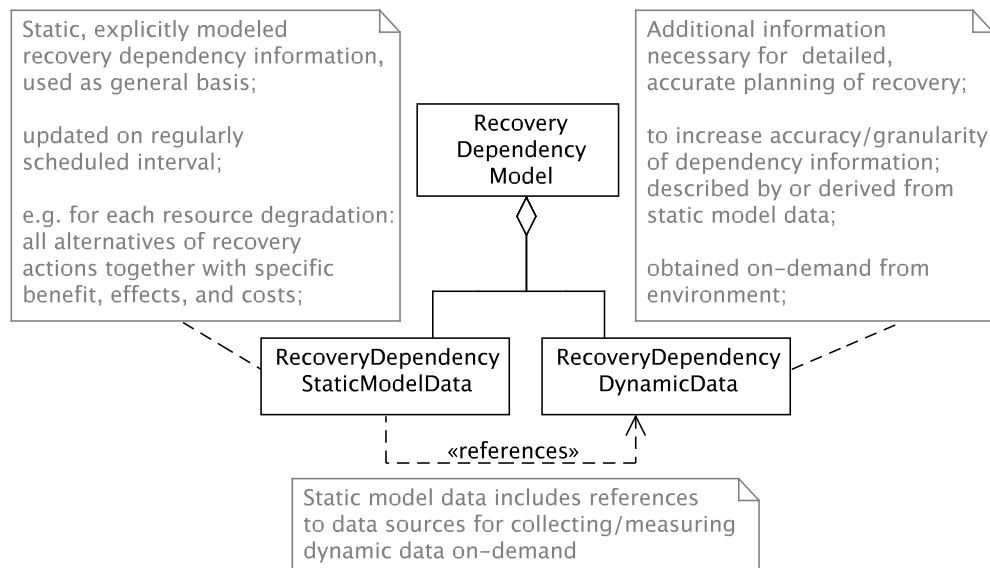 Static, explicitly modeled
recovery dependency information,
used as general basis;
updated on regularly
scheduled interval;
e.g. for each resource degradation:
all alternatives of recovery
actions together with specific
benefit, effects, and costs;
Additional information
necessary for  detailed,
accurate planning of recovery;
to increase accuracy/granularity
of dependency information;
described by or derived from
static model data;
obtained on-demand from
environment;
Recovery
Dependency
Model
RecoveryDependency
StaticModelData
RecoveryDependency
DynamicData
«references»
Static model data includes references
to data sources for collecting/measuring
dynamic data on-demand